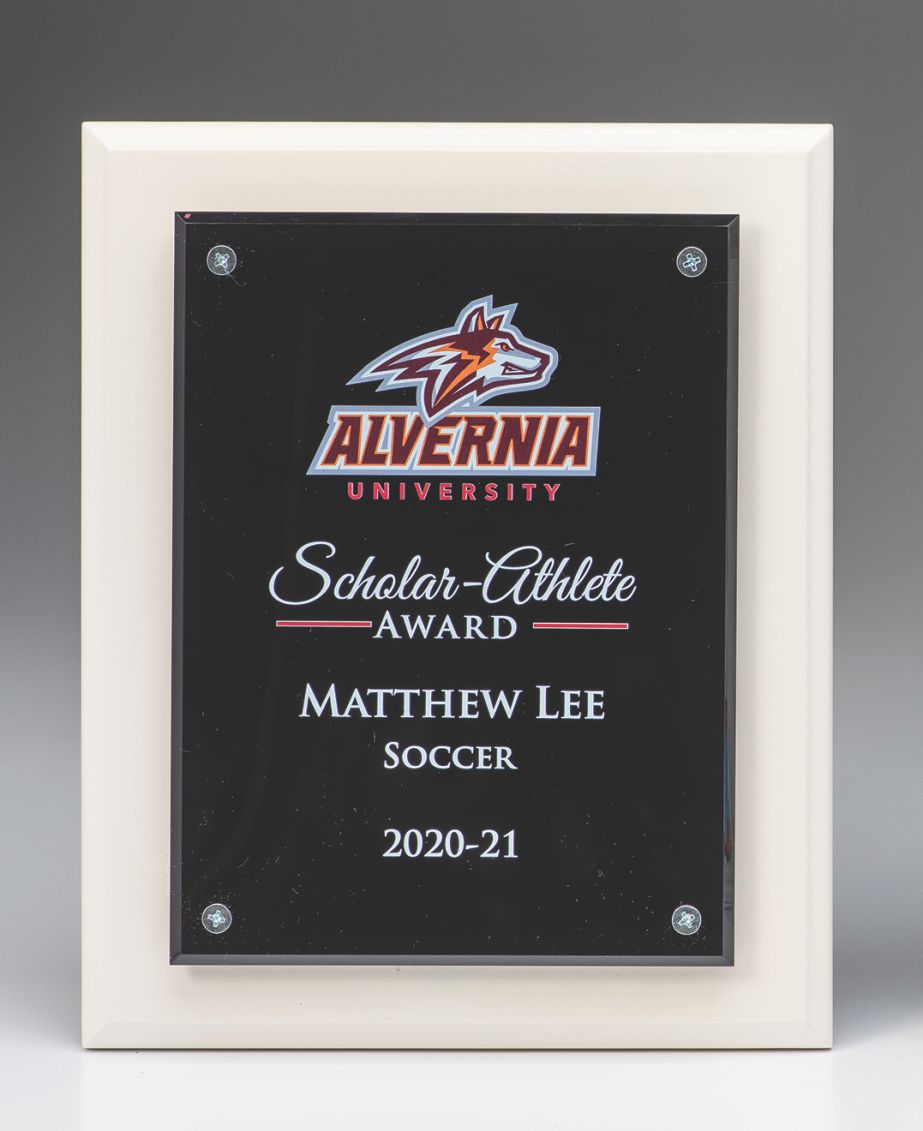 ALVERNIA
UNIVERSITY
Scholar-Athlete
AWARD
MATTHEW LEE
SOCCER
2020-21